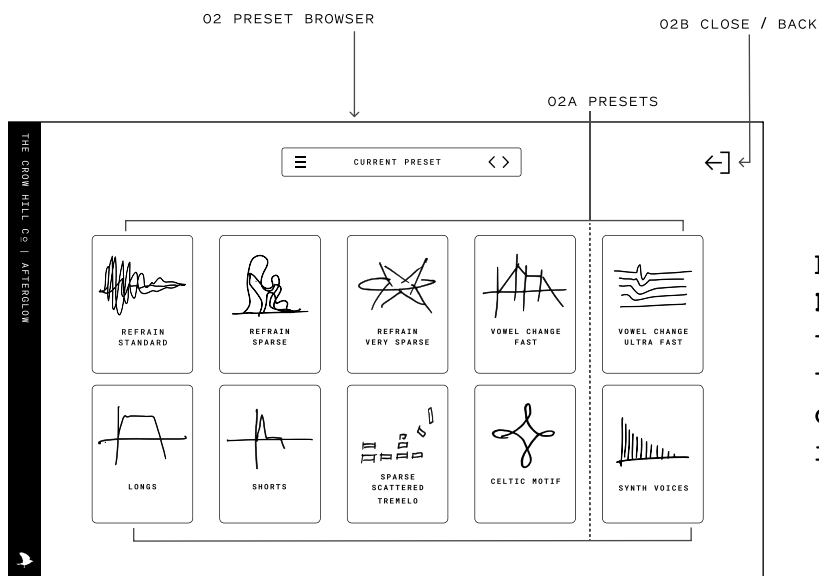 02 PRESET BROWSER
02B CLOSE / BACK
02A PRESETS
THE CROW HILL Co | AFTERGLOW
CURRENT PRESET
REFRAIN
STANDARD
REFRAIN
SPARSE
REFRAIN
VERY SPARSE
VOWEL CHANGE
FAST
VOWEL CHANGE
ULTRA FAST
LONGS
SHORTS
SPARSE
SCATTERED
TREMELO
CELTIC MOTIF
SYNTH VOICES